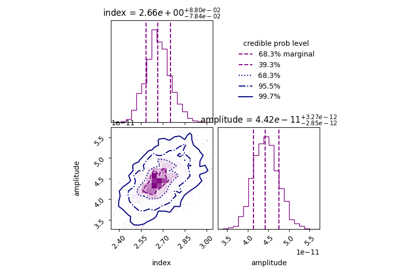 index = 2.66e+00+8.80e−02−7.84e−02
credible prob level
68.3% marginal
39.3%
68.3%
95.5%
99.7%
1e−11
amplitude = 4.42e−11+3.27e−12−2.85e−12
amplitude
5.5
5.0
4.5
4.0
3.5
2.40
2.55
2.70
2.85
3.00
index
3.5
4.0
4.5
5.0
5.5
1e−11
amplitude